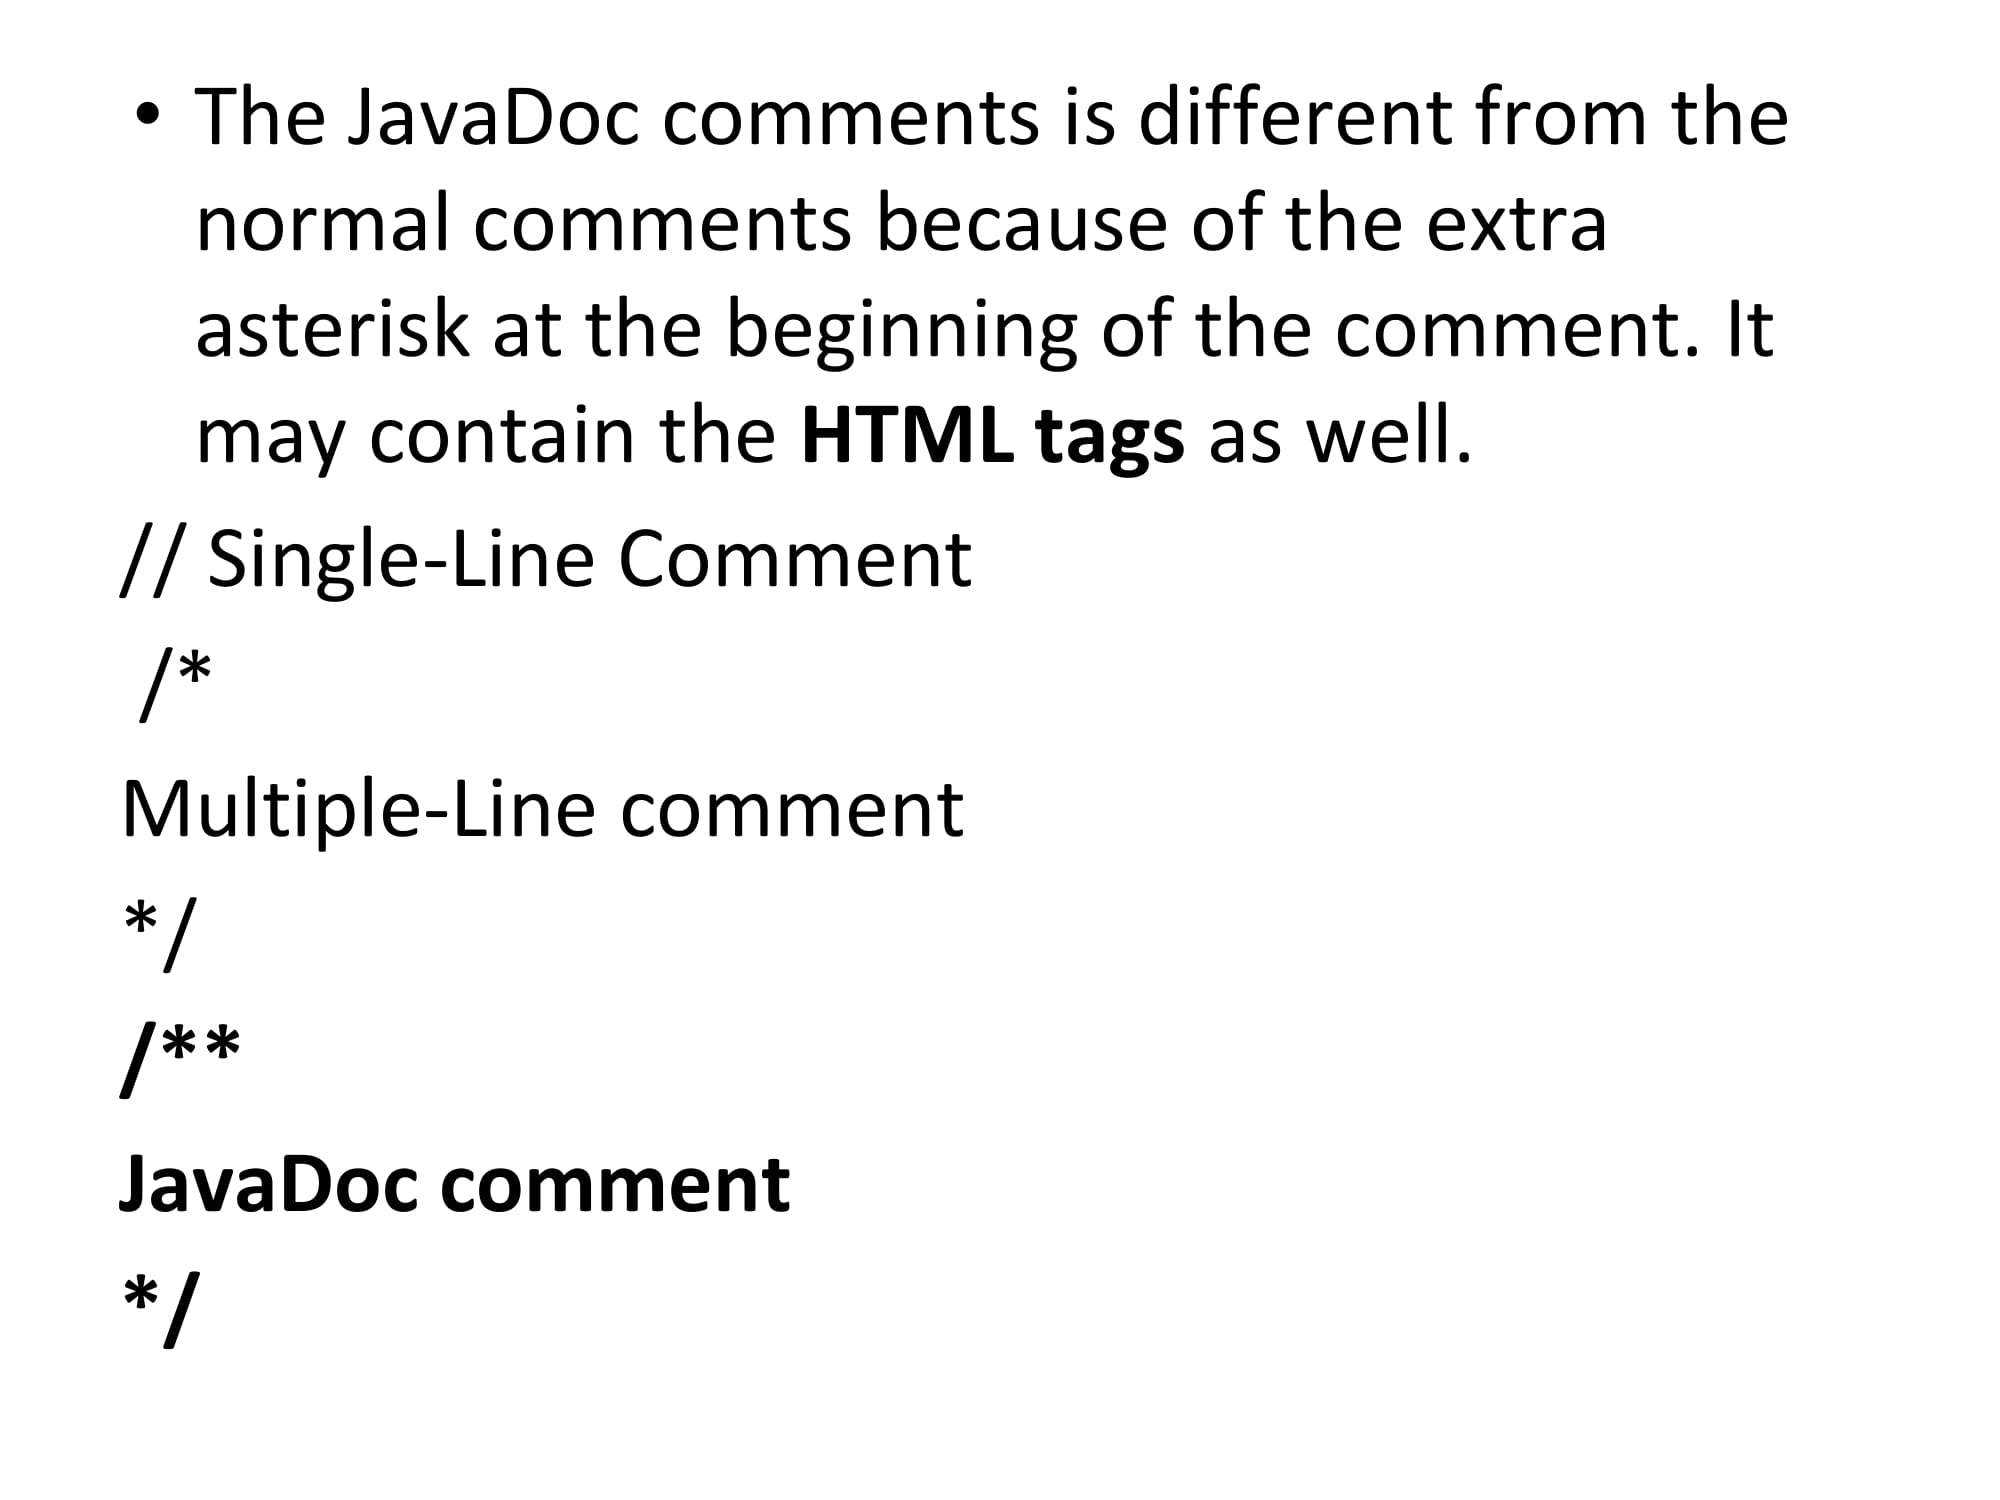 • The JavaDoc comments is different from the
normal comments because of the extra
asterisk at the beginning of the comment. It
may contain the HTML tags as well.
// Single-Line Comment
/*
Multiple-Line comment
*/
/**
JavaDoc comment
*/